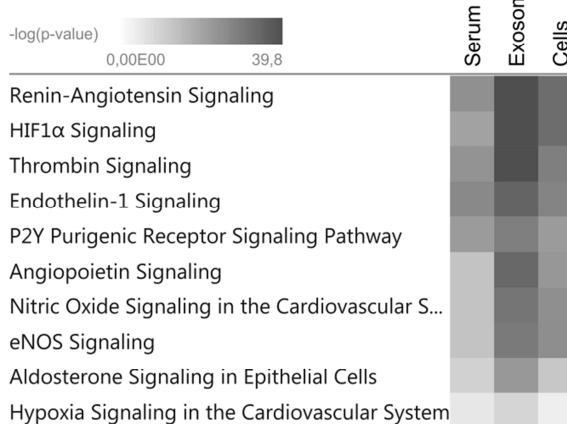 -log(p-value)
0,00E00 39,8
Serum
Exosom
Cells
Renin-Angiotensin Signaling
HIF1α Signaling
Thrombin Signaling
Endothelin-1 Signaling
P2Y Purigenic Receptor Signaling Pathway
Angiopoietin Signaling
Nitric Oxide Signaling in the Cardiovascular S...
eNOS Signaling
Aldosterone Signaling in Epithelial Cells
Hypoxia Signaling in the Cardiovascular System